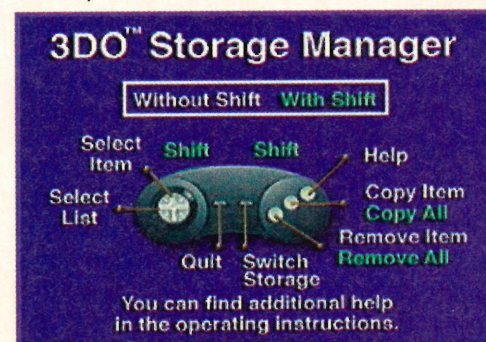 3DO™ Storage Manager
Without Shift With Shift
Select Item
Shift
Shift
Help
Select List
Copy Item
Copy All
Remove Item
Remove All
Quit
Switch Storage
You can find additional help
in the operating instructions.